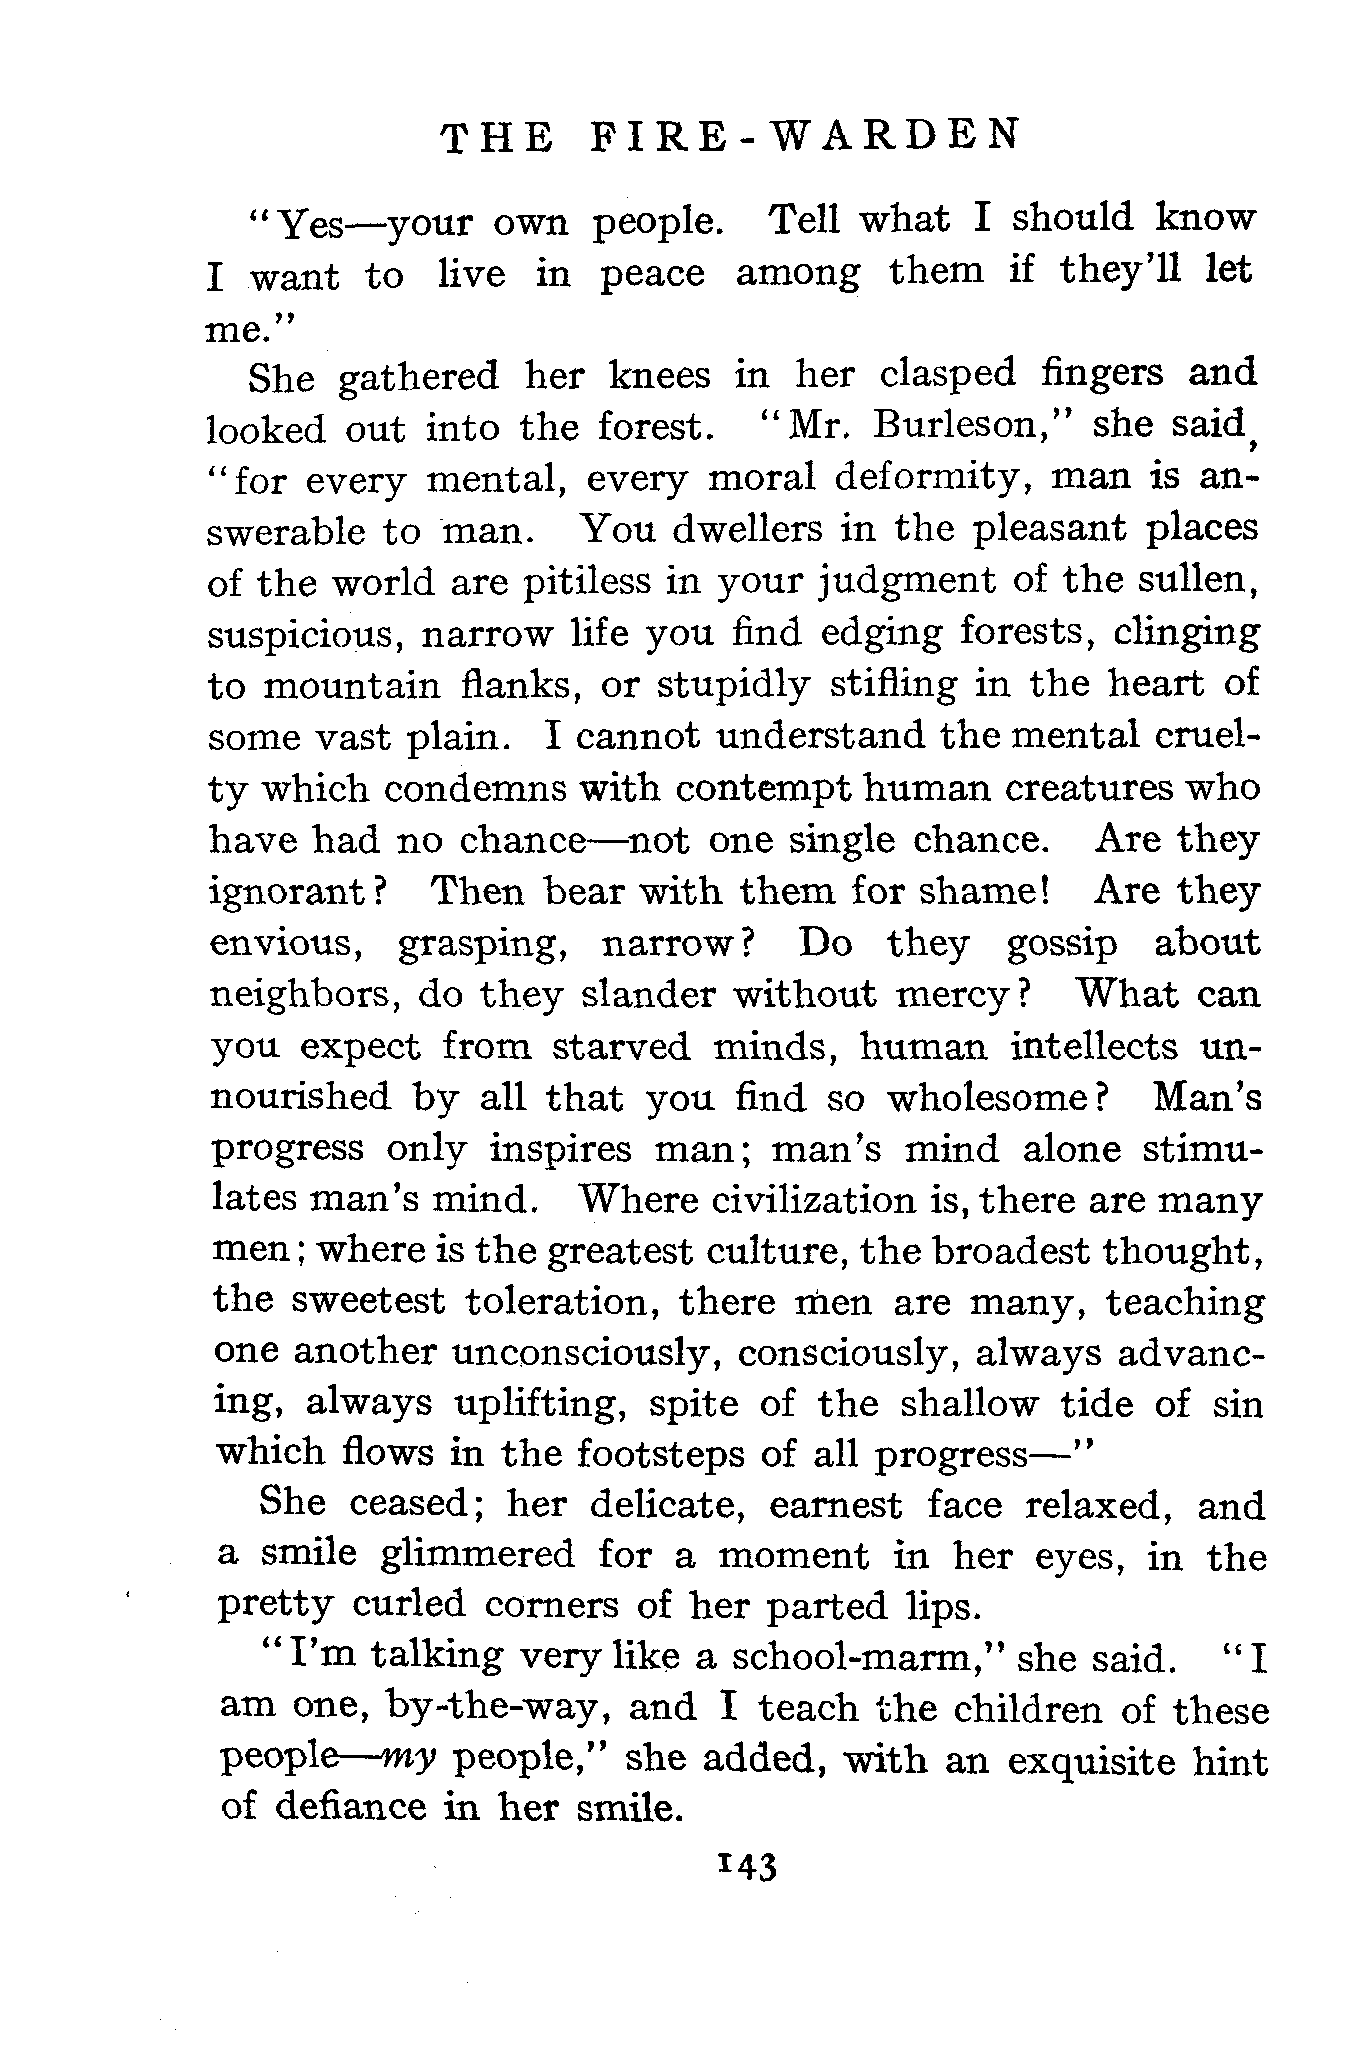 THE FIRE-WARDEN
"Yes—your own people. Tell what I should know
I want to live in peace among them if they'll let
me."
She gathered her knees in her clasped fingers and
looked out into the forest. "Mr. Burleson," she said,
"for every mental, every moral deformity, man is an-
swerable to man. You dwellers in the pleasant places
of the world are pitiless in your judgment of the sullen,
suspicious, narrow life you find edging forests, clinging
to mountain flanks, or stupidly stifling in the heart of
some vast plain. I cannot understand the mental cruel-
ty which condemns with contempt human creatures who
have had no chance—not one single chance. Are they
ignorant? Then bear with them for shame! Are they
envious, grasping, narrow? Do they gossip about
neighbors, do they slander without mercy? What can
you expect from starved minds, human intellects un-
nourished by all that you find so wholesome? Man's
progress only inspires man; man's mind alone stimu-
lates man's mind. Where civilization is, there are many
men; where is the greatest culture, the broadest thought,
the sweetest toleration, there men are many, teaching
one another unconsciously, consciously, always advanc-
ing, always uplifting, spite of the shallow tide of sin
which flows in the footsteps of all progress—"
She ceased; her delicate, earnest face relaxed, and
a smile glimmered for a moment in her eyes, in the
pretty curled corners of her parted lips.
"I'm talking very like a school-marm," she said. "I
am one, by-the-way, and I teach the children of these
people—my people," she added, with an exquisite hint
of defiance in her smile.
143